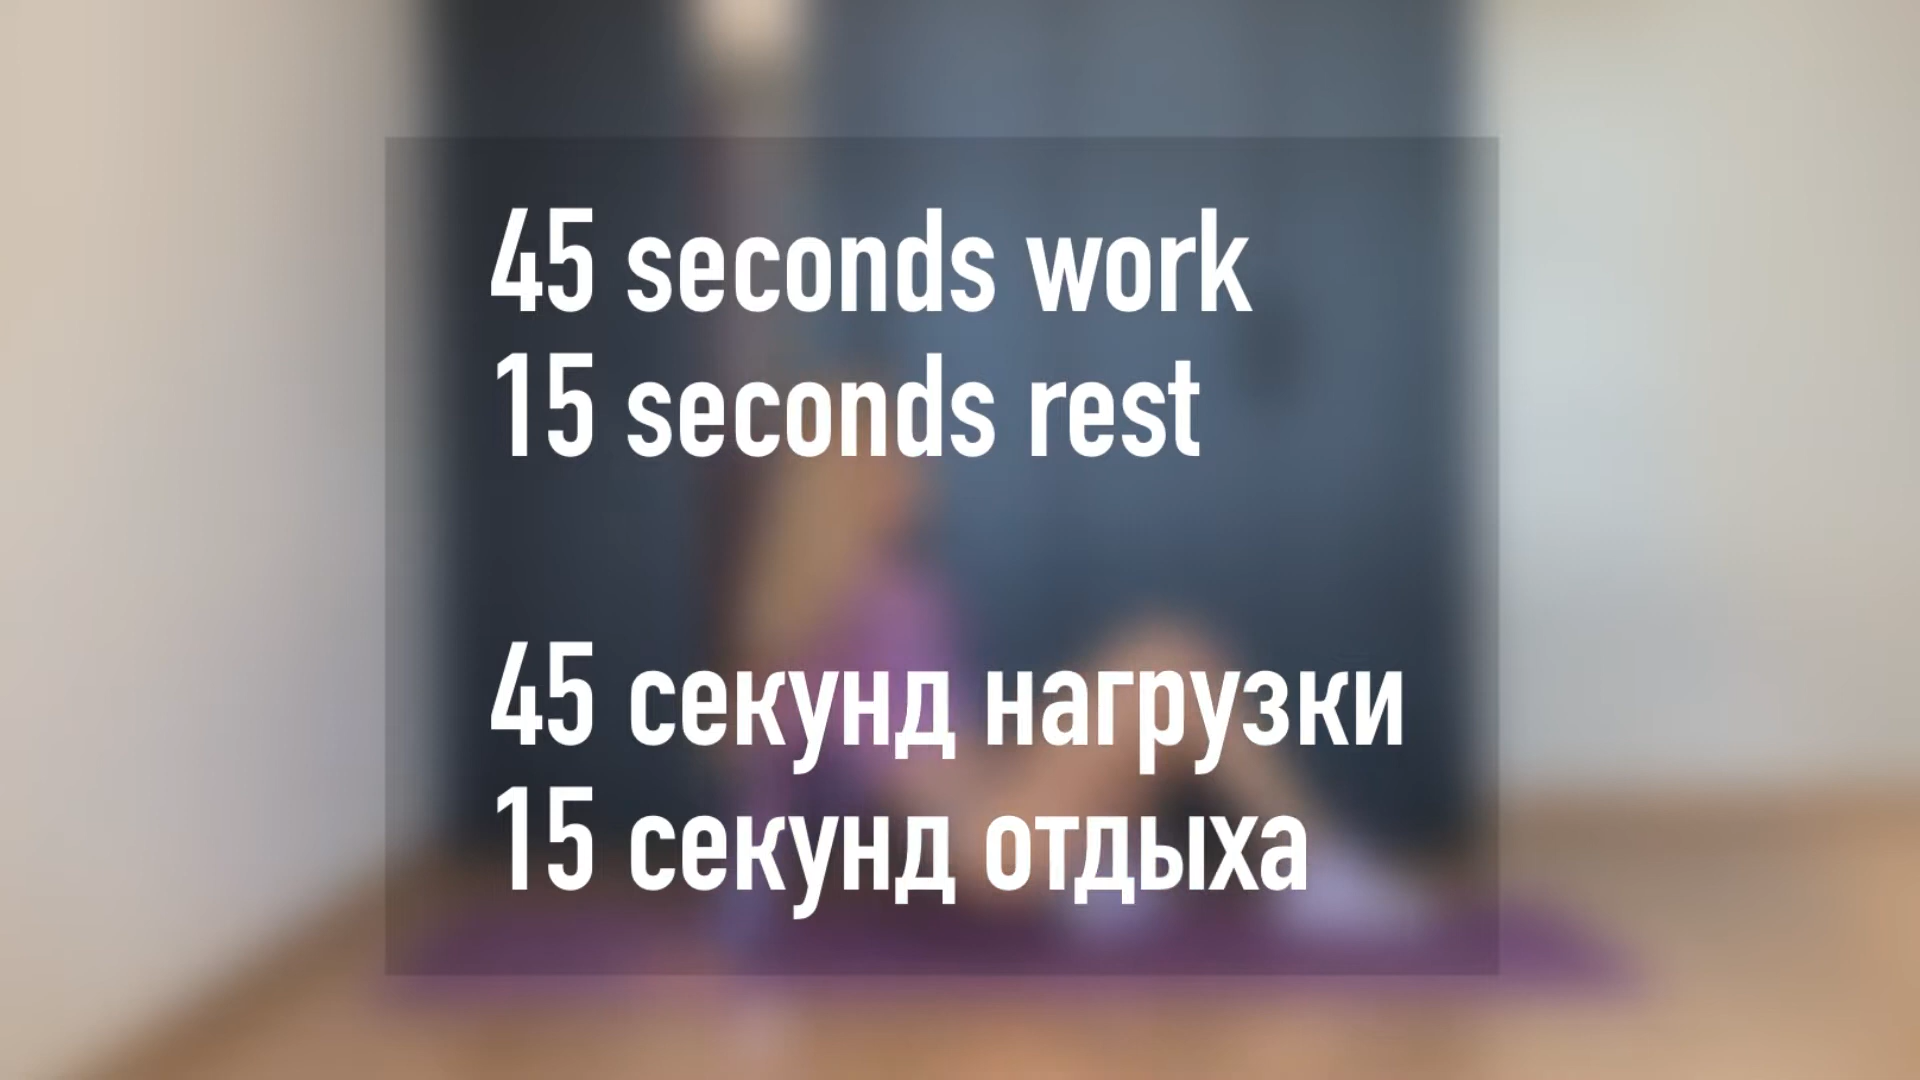 45 seconds work
15 seconds rest
45 секунд нагрузки
15 секунд отдыха